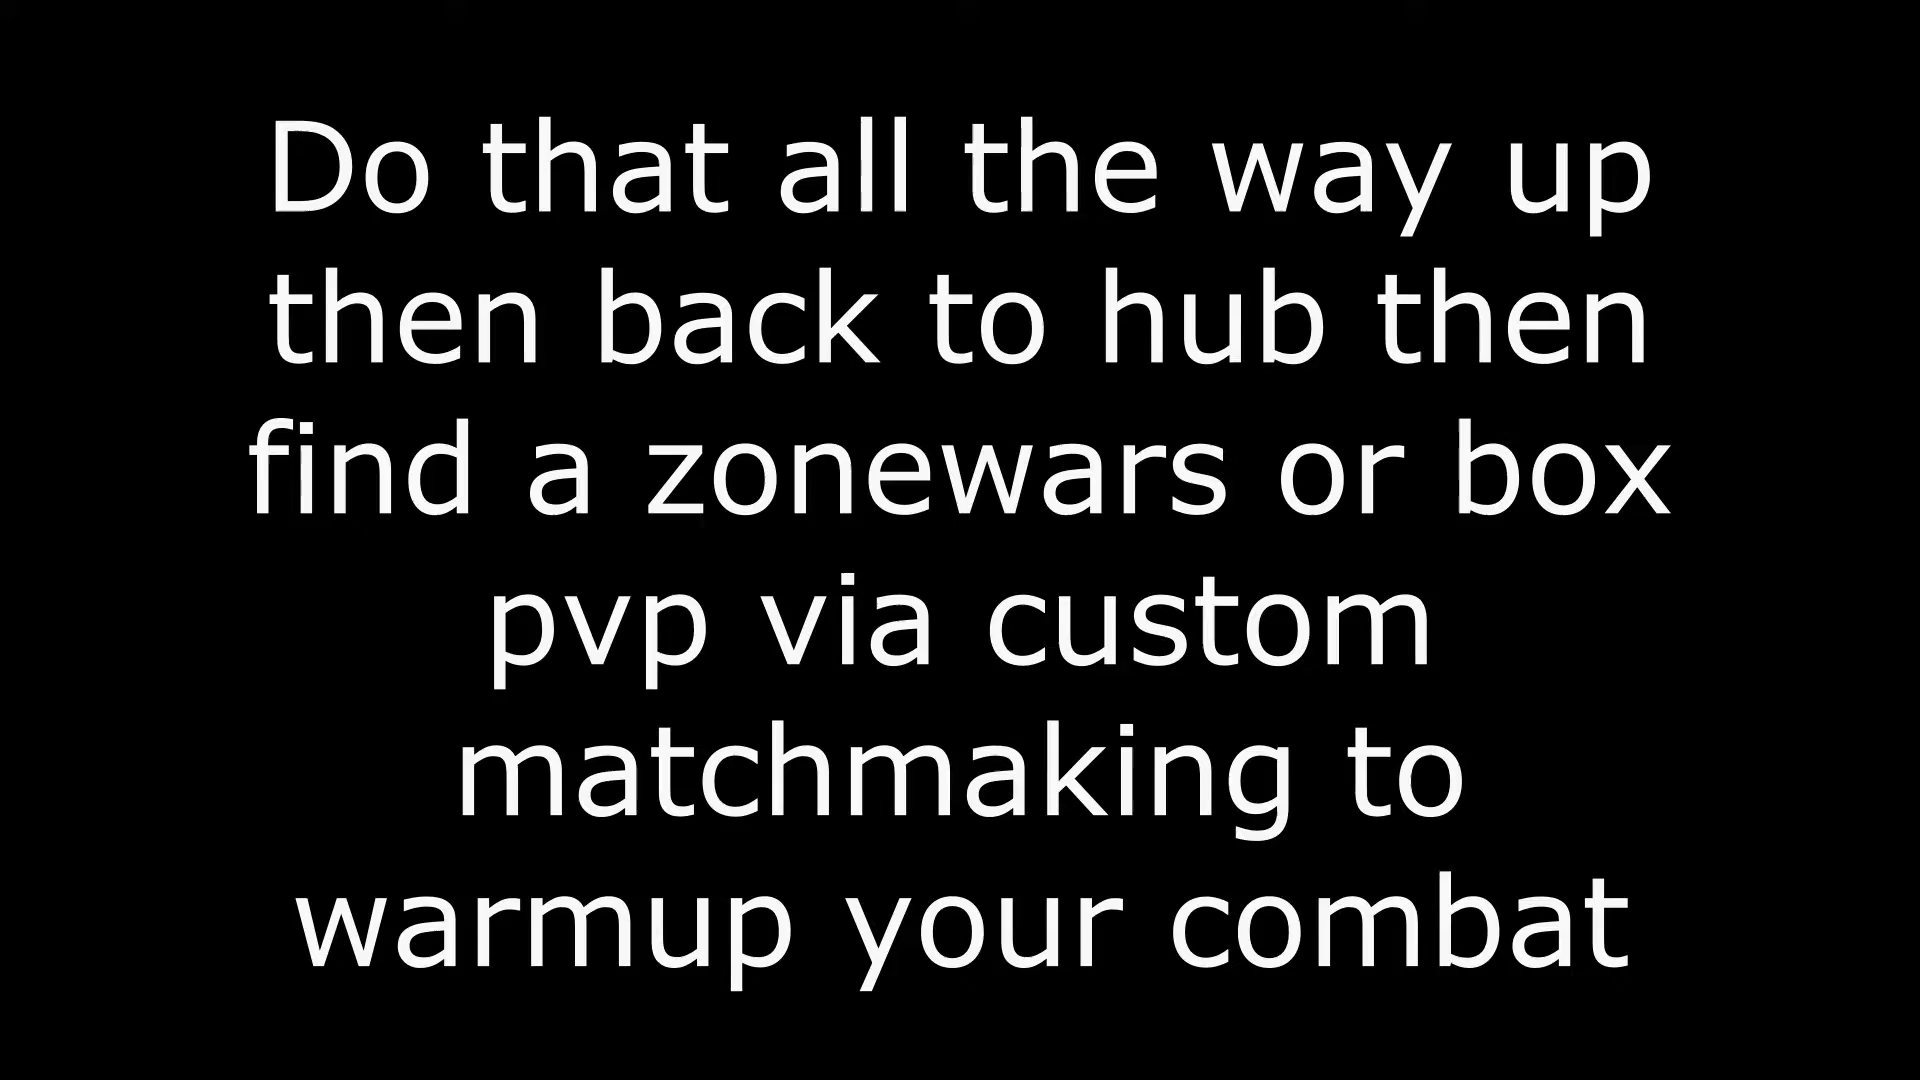 Do that all the way up
then back to hub then
find a zonewars or box
pvp via custom
matchmaking to
warmup your combat